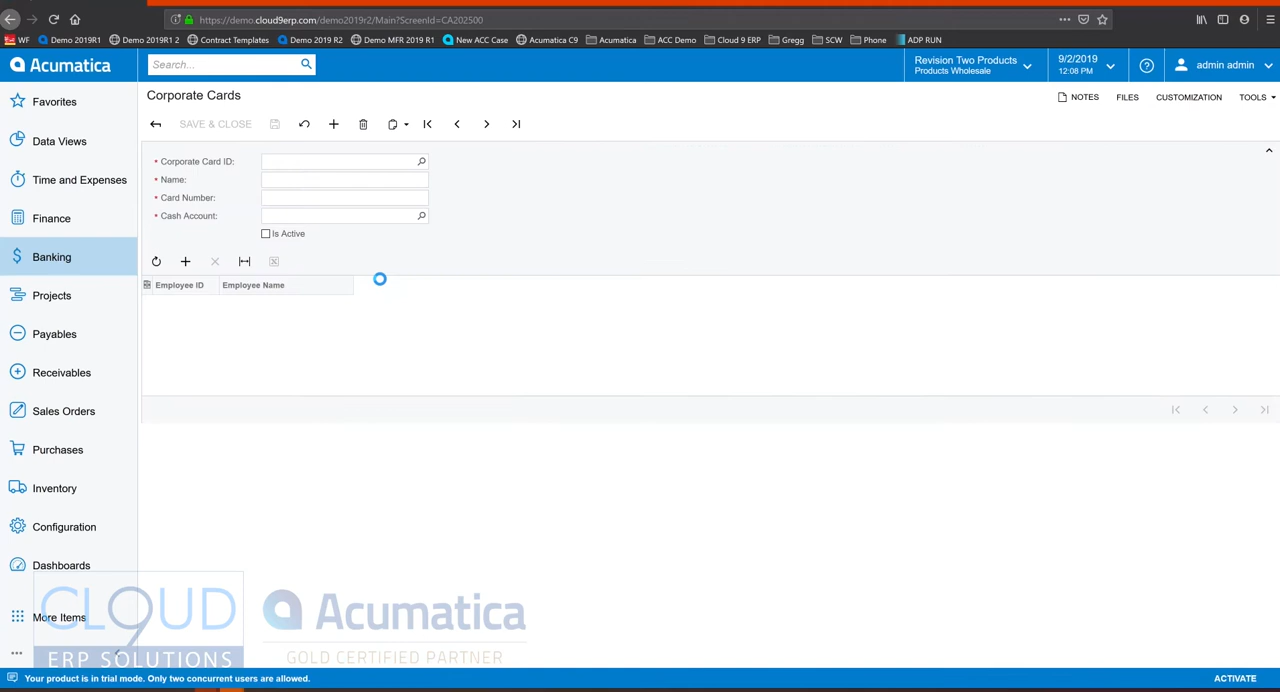 https://demo.cloud9erp.com/demo2019r2/Main?ScreenId=CA202500
WF Demo 2019R1 Demo 2019R1 2 Contract Templates Demo 2019 R2 Demo MFR 2019 R1 New ACC Case Acumatica C9 Acumatica ACC Demo Cloud 9 ERP Gregg SCW Phone ADP RUN
Acumatica
Search...
Revision Two Products
Products Wholesale
9/2/2019
12:08 PM
admin admin
Favorites
Data Views
Time and Expenses
Finance
Banking
Projects
Payables
Receivables
Sales Orders
Purchases
Inventory
Configuration
Dashboards
More Items
Corporate Cards
NOTES FILES CUSTOMIZATION TOOLS
SAVE & CLOSE
* Corporate Card ID:
* Name:
* Card Number:
* Cash Account:
Is Active
Employee ID Employee Name
CLOUD 9
ERP SOLUTIONS
Acumatica
GOLD CERTIFIED PARTNER
Your product is in trial mode. Only two concurrent users are allowed.
ACTIVATE